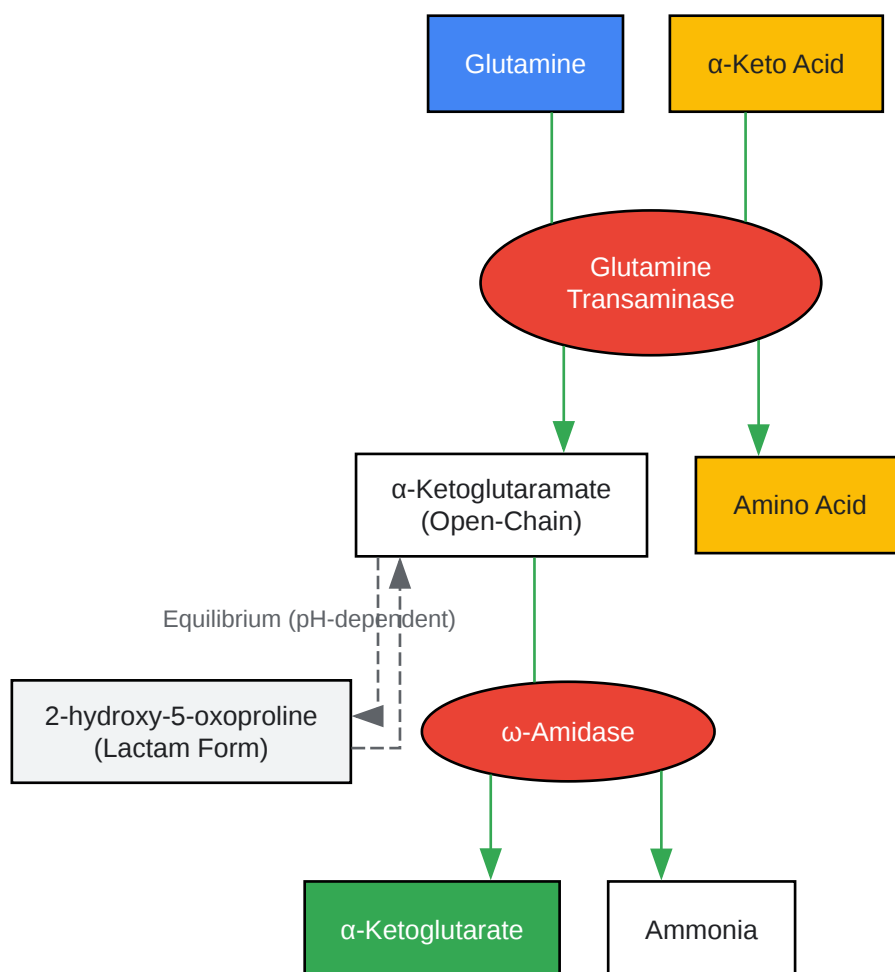 Glutamine
α-Keto Acid
Glutamine
Transaminase
α-Ketoglutaramate
(Open-Chain)
Amino Acid
Equilibrium (pH-dependent)
2-hydroxy-5-oxoproline
(Lactam Form)
ω-Amidase
α-Ketoglutarate
Ammonia